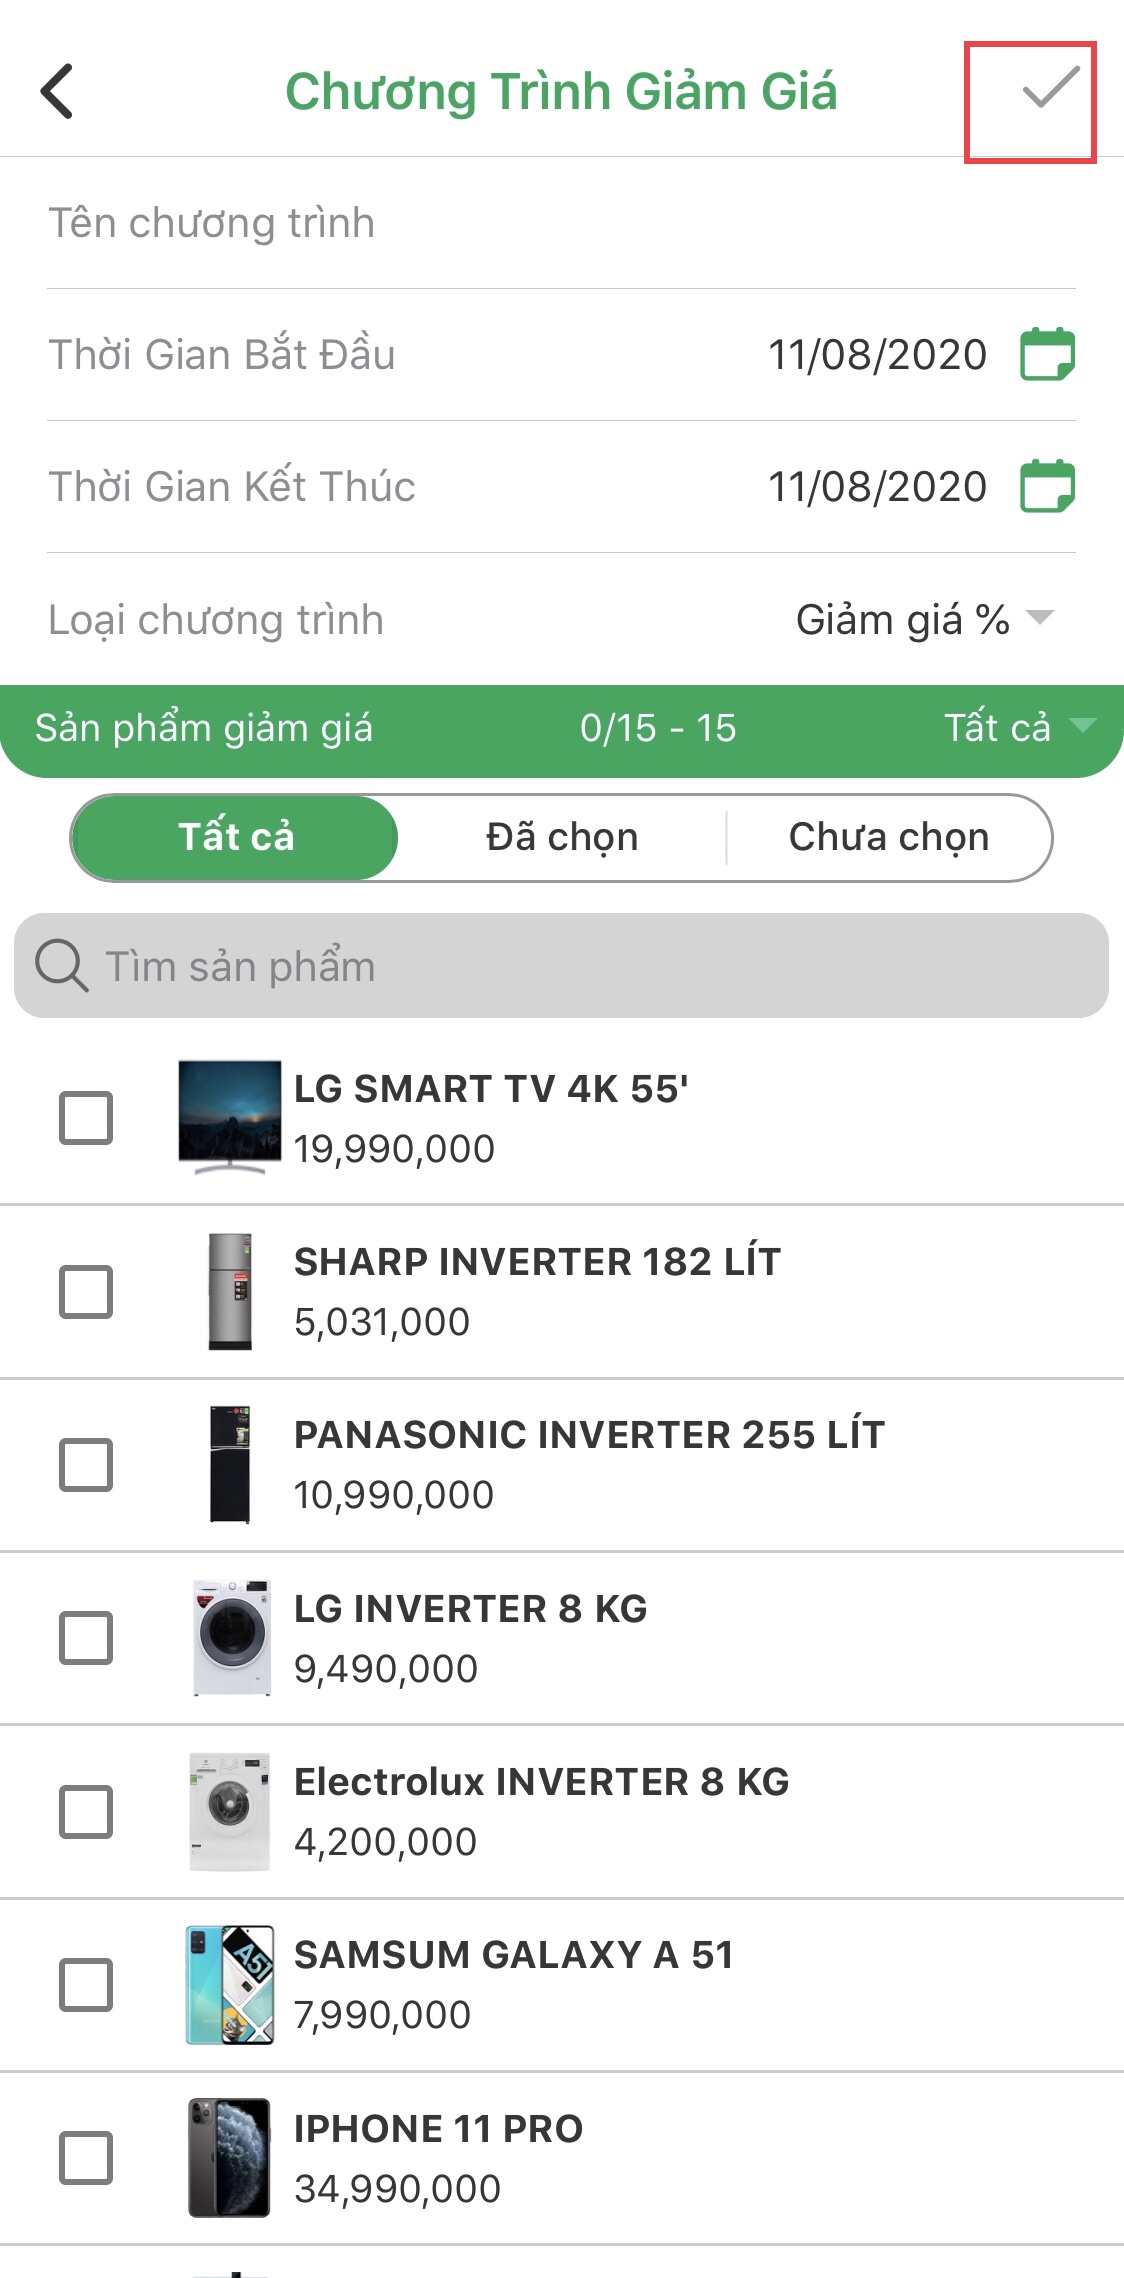 Chương Trình Giảm Giá
Tên chương trình
Thời Gian Bắt Đầu 11/08/2020
Thời Gian Kết Thúc 11/08/2020
Loại chương trình Giảm giá %
Sản phẩm giảm giá 0/15 - 15 Tất cả
Tất cả Đã chọn Chưa chọn
Tìm sản phẩm
LG SMART TV 4K 55'
19,990,000
SHARP INVERTER 182 LÍT
5,031,000
PANASONIC INVERTER 255 LÍT
10,990,000
LG INVERTER 8 KG
9,490,000
Electrolux INVERTER 8 KG
4,200,000
A51
SAMSUM GALAXY A 51
7,990,000
IPHONE 11 PRO
34,990,000